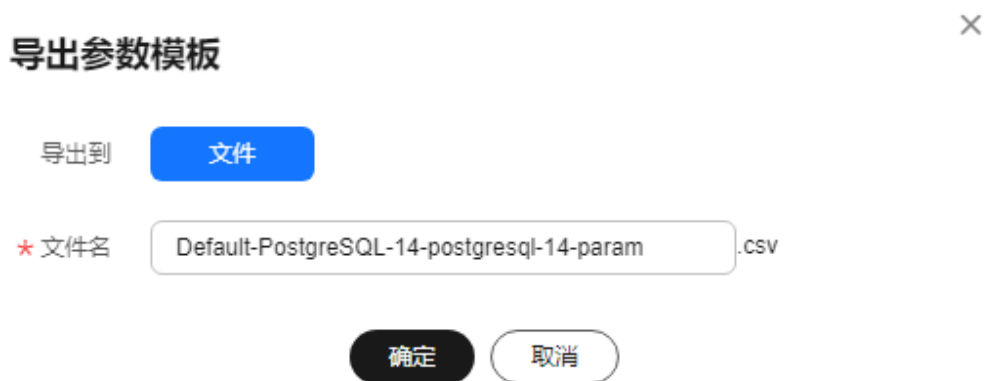 导出参数模板
导出到 文件
* 文件名 Default-PostgreSQL-14-postgresql-14-param .csv
确定 取消